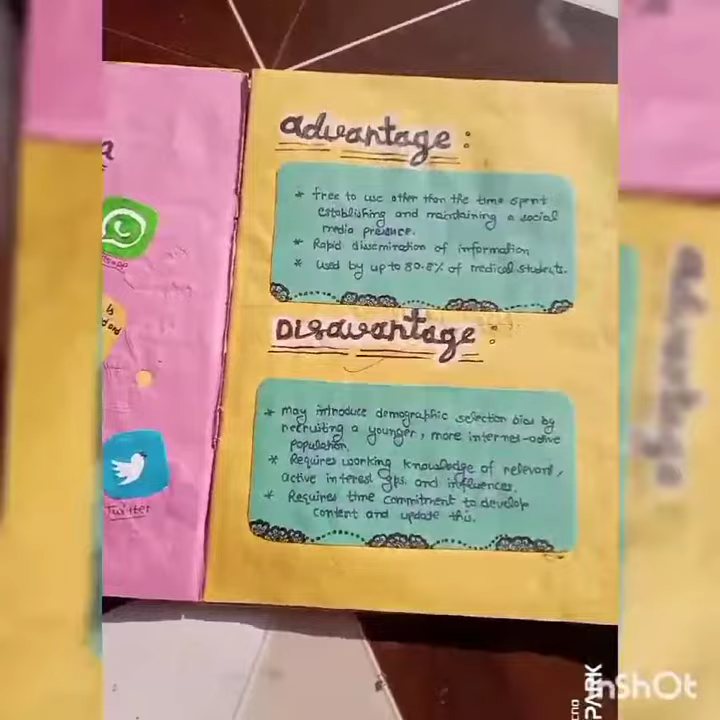 advantage :
* free to use other than the time spent
establishing and maintaining a social
media presence.
* Rapid dissemination of information
* used by up to 80.8% of medical students.
DISadvantage :
* may introduce demographic selection bias by
recruiting a younger, more internet-active
population.
* Requires working knowledge of relevant,
active interest gps. and influences.
* Requires time commitment to develop
content and update this.
Twitter
SPARK
InShOt